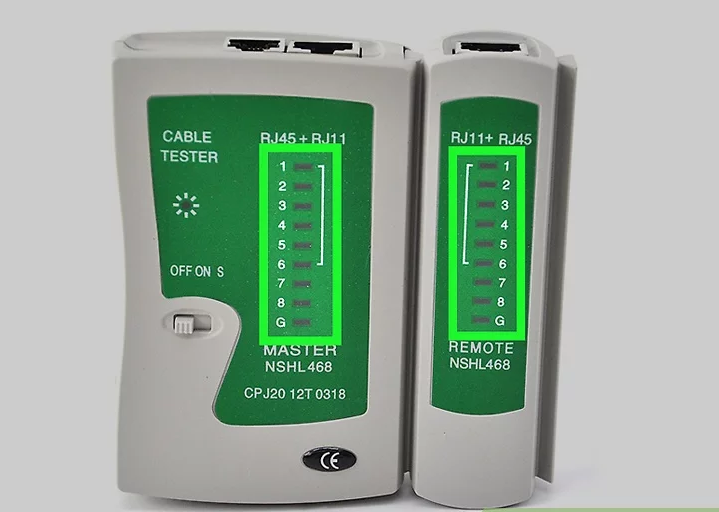 CABLE
TESTER
OFF ON S
RJ45 + RJ11
1
2
3
4
5
6
7
8
G
MASTER
NSHL468
CPJ20 12T 0318
CE
RJ11+ RJ45
1
2
3
4
5
6
7
8
G
REMOTE
NSHL468